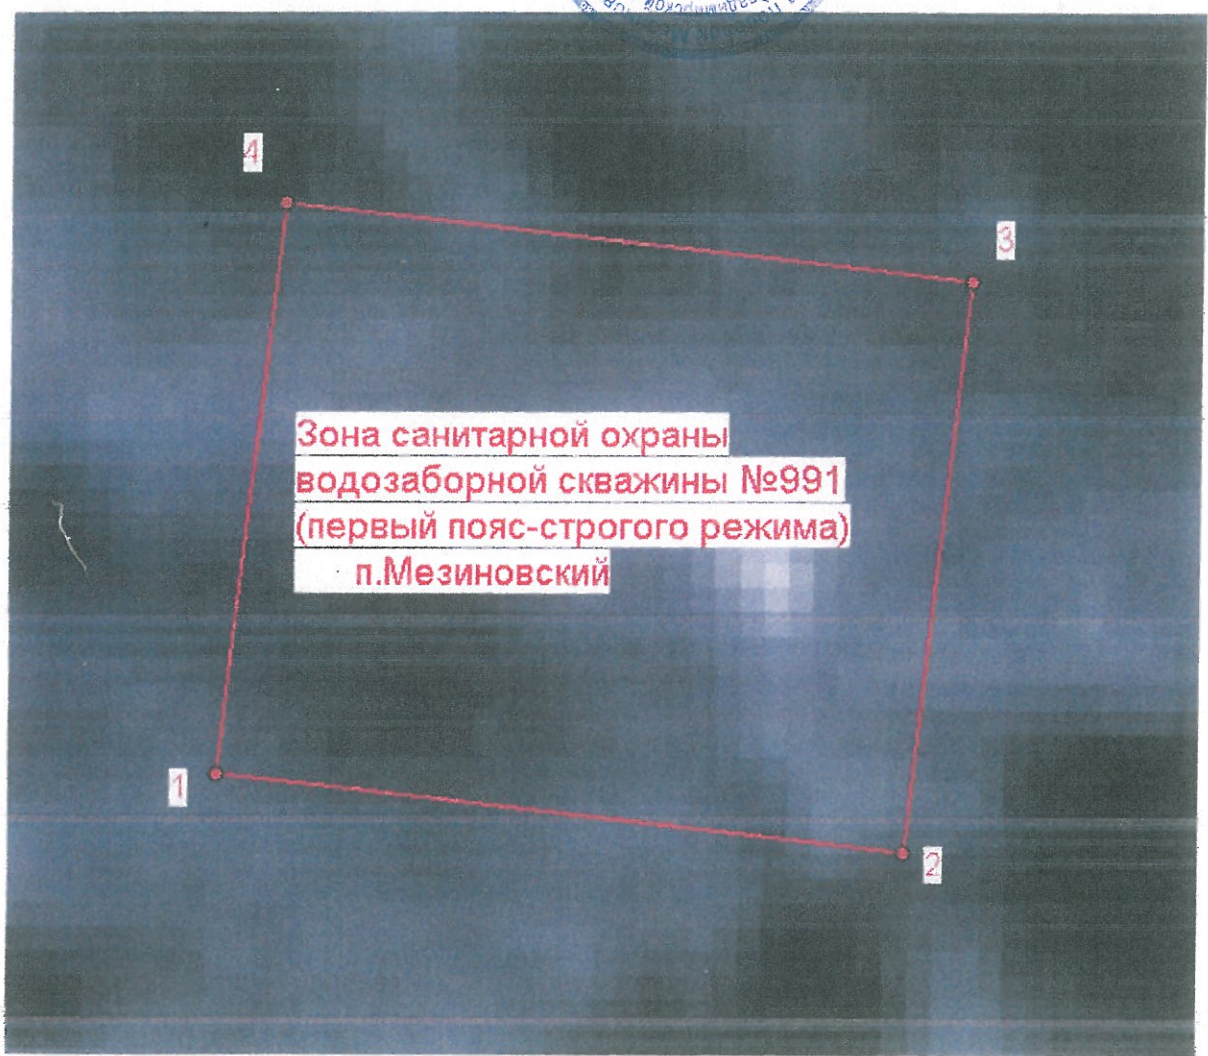 4
3
Зона санитарной охраны
водозаборной скважины №991
(первый пояс-строгого режима)
п.Мезиновский
1
2